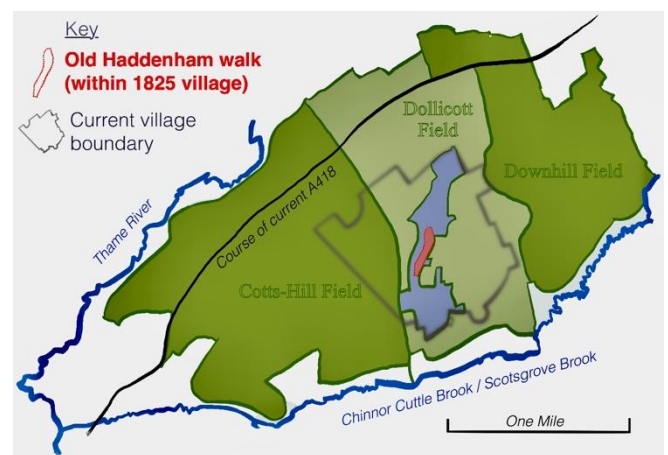 Key
Old Haddenham walk
(within 1825 village)
Current village
boundary
Dollicott
Field
Downhill Field
Thame River
Course of current A418
Cotts-Hill Field
Chinnor Cuttle Brook / Scotsgrove Brook
One Mile